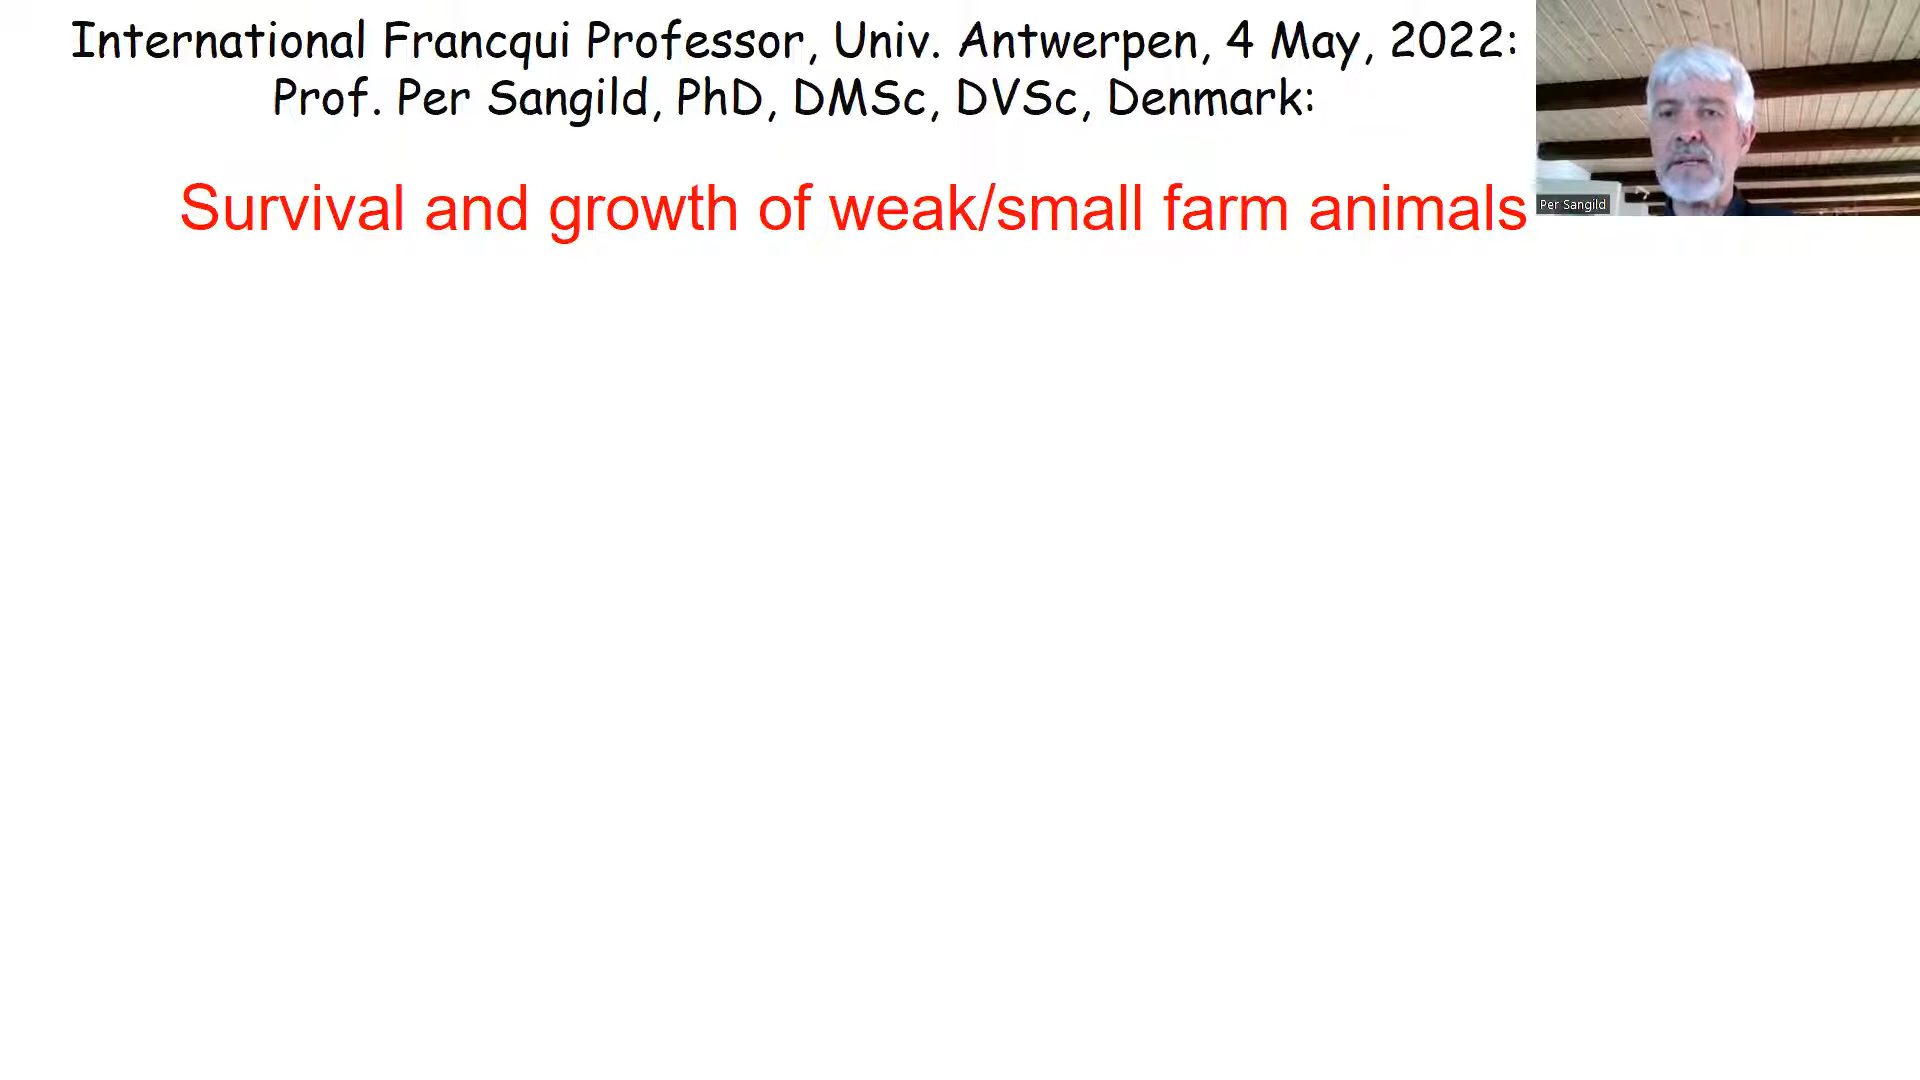 International Francqui Professor, Univ. Antwerpen, 4 May, 2022:
Prof. Per Sangild, PhD, DMSc, DVSc, Denmark:
Survival and growth of weak/small farm animals
Per Sangild